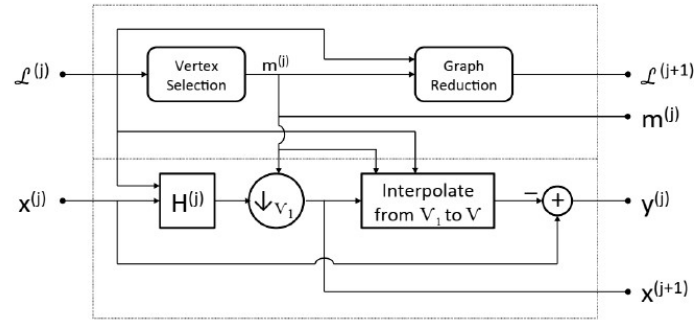 Vertex
Selection
m(j)
Graph
Reduction
ℒ(j)
ℒ(j+1)
m(j)
x(j)
H(j)
↓V₁
Interpolate
from V₁ to V
−
+
y(j)
x(j+1)